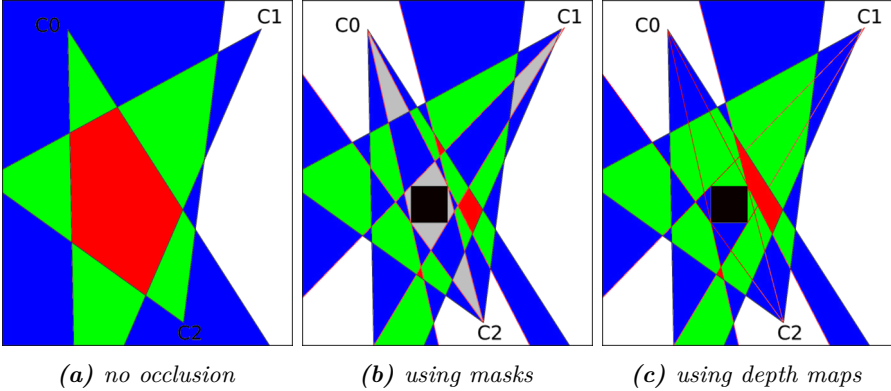 C0 C1 C0 C1 C0 C1
C2 C2 C2
(a) no occlusion (b) using masks (c) using depth maps